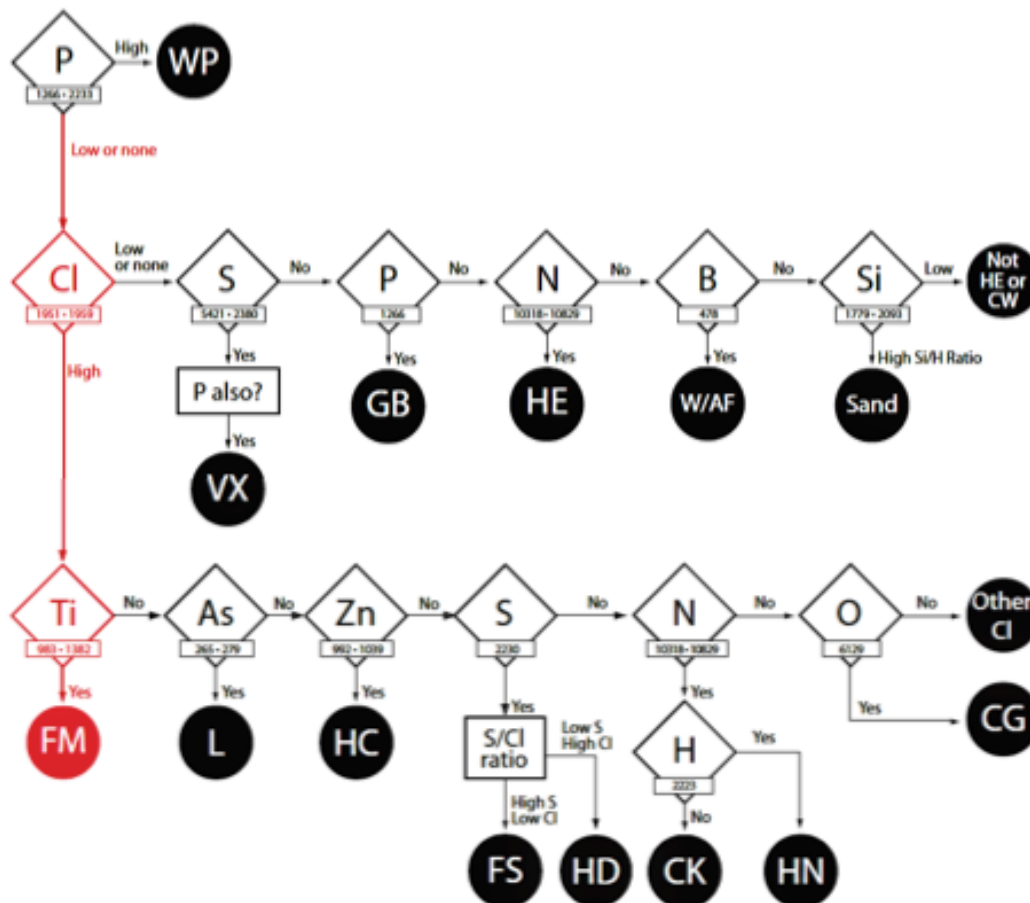 P
High
WP
1266 • 2233
Low or none
Cl
Low
or none
S
No
P
No
N
No
B
No
Si
Low
Not
HE or
CW
1951 • 1959
5421 • 2380
1266
10318 • 10829
478
1779 • 2093
High
Yes
Yes
Yes
Yes
High Si/H Ratio
P also?
GB
HE
W/AF
Sand
Yes
VX
Ti
No
As
No
Zn
No
S
No
N
No
O
No
Other
Cl
983 • 1382
265 • 279
992 • 1039
2230
10318 • 10829
6129
Yes
Yes
Yes
Yes
Yes
Yes
CG
FM
L
HC
S/Cl
ratio
Low S
High Cl
H
Yes
2223
High S
Low Cl
No
FS
HD
CK
HN